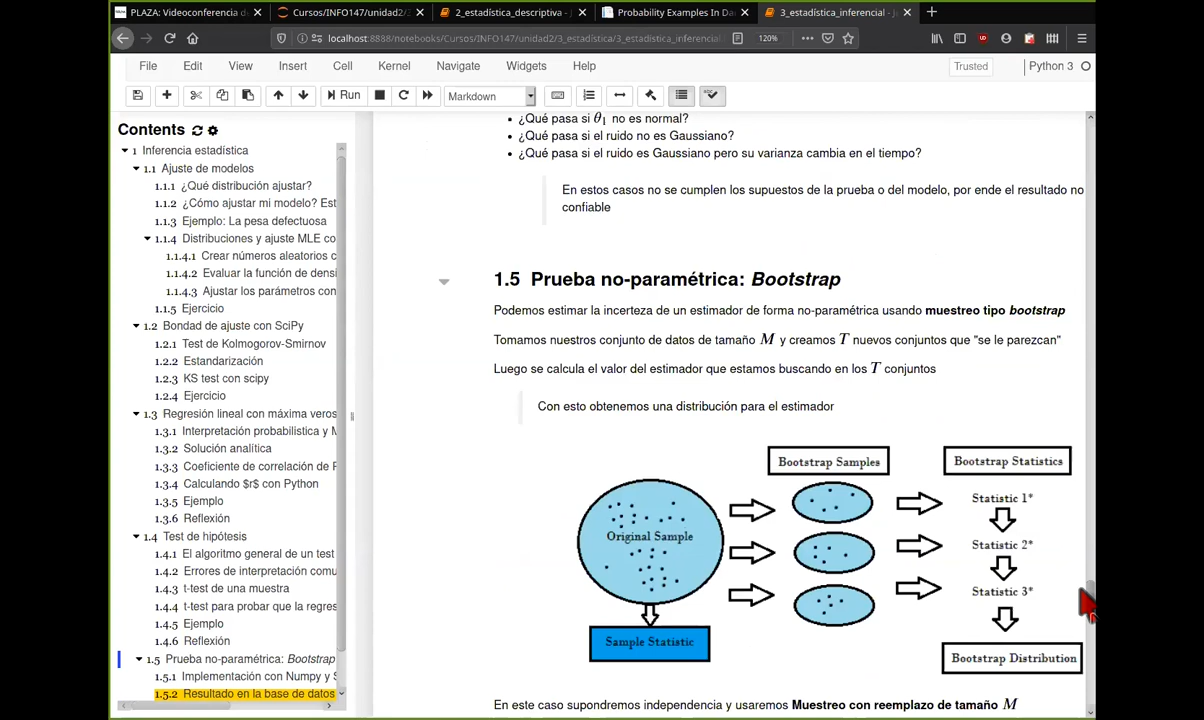 PLAZA: Videoconferencia de
Cursos/INFO147/unidad2/
2_estadística_descriptiva - 
Probability Examples In Da
3_estadística_inferencial - 
localhost:8888/notebooks/Cursos/INFO147/unidad2/3_estadística/3_estadística_inferencial
120%
File Edit View Insert Cell Kernel Navigate Widgets Help
Trusted
Python 3
Run
Markdown
Contents
1 Inferencia estadística
1.1 Ajuste de modelos
1.1.1 ¿Qué distribución ajustar?
1.1.2 ¿Cómo ajustar mi modelo? Est
1.1.3 Ejemplo: La pesa defectuosa
1.1.4 Distribuciones y ajuste MLE co
1.1.4.1 Crear números aleatorios c
1.1.4.2 Evaluar la función de densi
1.1.4.3 Ajustar los parámetros con
1.1.5 Ejercicio
1.2 Bondad de ajuste con SciPy
1.2.1 Test de Kolmogorov-Smirnov
1.2.2 Estandarización
1.2.3 KS test con scipy
1.2.4 Ejercicio
1.3 Regresión lineal con máxima veros
1.3.1 Interpretación probabilistica y M
1.3.2 Solución analítica
1.3.3 Coeficiente de correlación de P
1.3.4 Calculando $r$ con Python
1.3.5 Ejemplo
1.3.6 Reflexión
1.4 Test de hipótesis
1.4.1 El algoritmo general de un test
1.4.2 Errores de interpretación comu
1.4.3 t-test de una muestra
1.4.4 t-test para probar que la regres
1.4.5 Ejemplo
1.4.6 Reflexión
1.5 Prueba no-paramétrica: Bootstrap
1.5.1 Implementación con Numpy y S
1.5.2 Resultado en la base de datos
• ¿Qué pasa si θ₁ no es normal?
• ¿Qué pasa si el ruido no es Gaussiano?
• ¿Qué pasa si el ruido es Gaussiano pero su varianza cambia en el tiempo?
En estos casos no se cumplen los supuestos de la prueba o del modelo, por ende el resultado no
confiable
1.5 Prueba no-paramétrica: Bootstrap
Podemos estimar la incerteza de un estimador de forma no-paramétrica usando muestreo tipo bootstrap
Tomamos nuestros conjunto de datos de tamaño M y creamos T nuevos conjuntos que "se le parezcan"
Luego se calcula el valor del estimador que estamos buscando en los T conjuntos
Con esto obtenemos una distribución para el estimador
Bootstrap Samples
Bootstrap Statistics
Original Sample
Statistic 1*
Statistic 2*
Statistic 3*
Sample Statistic
Bootstrap Distribution
En este caso supondremos independencia y usaremos Muestreo con reemplazo de tamaño M